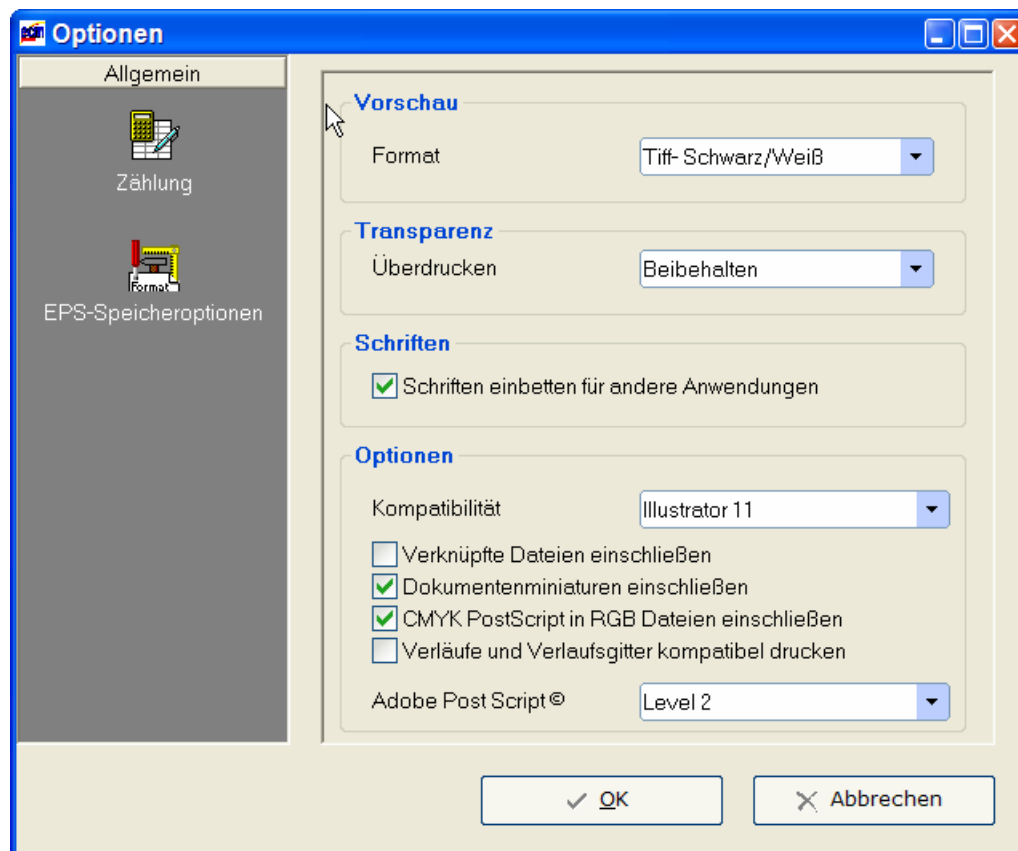 Optionen
Allgemein
Zählung
Format
EPS-Speicheroptionen
Vorschau
Format Tiff- Schwarz/Weiß
Transparenz
Überdrucken Beibehalten
Schriften
Schriften einbetten für andere Anwendungen
Optionen
Kompatibilität Illustrator 11
Verknüpfte Dateien einschließen
Dokumentenminiaturen einschließen
CMYK PostScript in RGB Dateien einschließen
Verläufe und Verlaufsgitter kompatibel drucken
Adobe Post Script © Level 2
OK Abbrechen